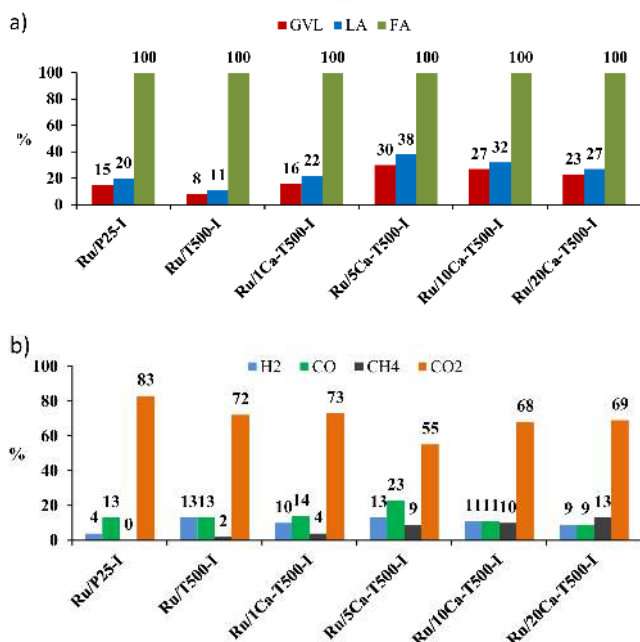 a)
GVL LA FA
100 100 100 100 100 100
100
80
60
40
20
0
%
15 20
8 11
16 22
30 38
27 32
23 27
Ru/P25-I
Ru/T500-I
Ru/1Ca-T500-I
Ru/5Ca-T500-I
Ru/10Ca-T500-I
Ru/20Ca-T500-I
b)
H2 CO CH4 CO2
100
80
60
40
20
0
%
4 13 0 83
13 13 2 72
10 14 4 73
13 23 9 55
11 11 10 68
9 9 13 69
Ru/P25-I
Ru/T500-I
Ru/1Ca-T500-I
Ru/5Ca-T500-I
Ru/10Ca-T500-I
Ru/20Ca-T500-I